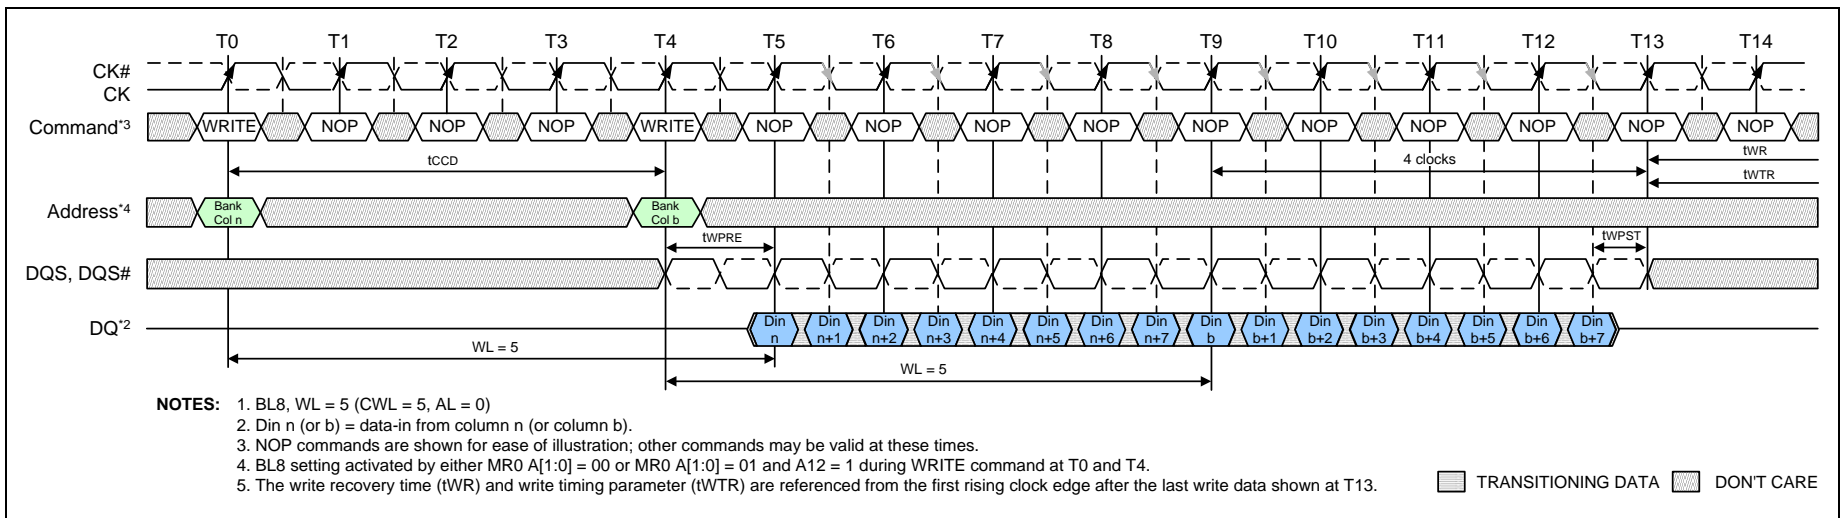 T0 T1 T2 T3 T4 T5 T6 T7 T8 T9 T10 T11 T12 T13 T14
CK#
CK
Command*3 WRITE NOP NOP NOP WRITE NOP NOP NOP NOP NOP NOP NOP NOP NOP NOP
tCCD 4 clocks tWR
tWTR
Address*4 Bank Col n Bank Col b
tWPRE tWPST
DQS, DQS#
DQ*2 Din n Din n+1 Din n+2 Din n+3 Din n+4 Din n+5 Din n+6 Din n+7 Din b Din b+1 Din b+2 Din b+3 Din b+4 Din b+5 Din b+6 Din b+7
WL = 5
WL = 5
NOTES: 1. BL8, WL = 5 (CWL = 5, AL = 0)
2. Din n (or b) = data-in from column n (or column b).
3. NOP commands are shown for ease of illustration; other commands may be valid at these times.
4. BL8 setting activated by either MR0 A[1:0] = 00 or MR0 A[1:0] = 01 and A12 = 1 during WRITE command at T0 and T4.
5. The write recovery time (tWR) and write timing parameter (tWTR) are referenced from the first rising clock edge after the last write data shown at T13.
TRANSITIONING DATA DON'T CARE